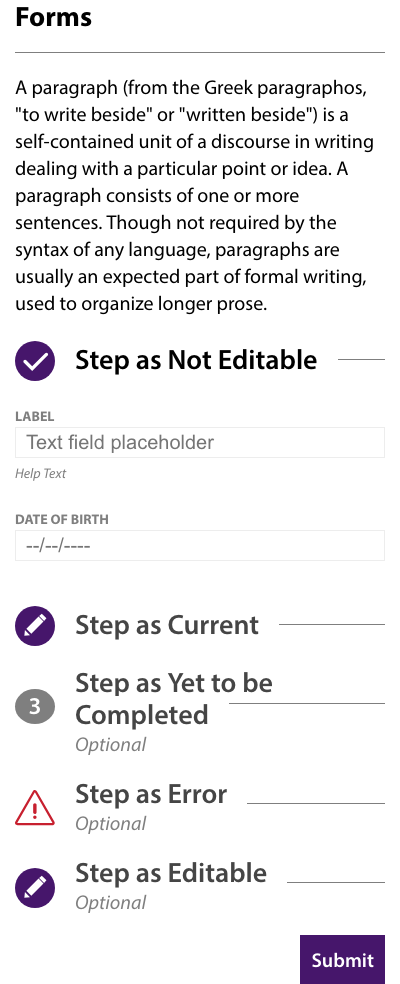 Forms
A paragraph (from the Greek paragraphos,
"to write beside" or "written beside") is a
self-contained unit of a discourse in writing
dealing with a particular point or idea. A
paragraph consists of one or more
sentences. Though not required by the
syntax of any language, paragraphs are
usually an expected part of formal writing,
used to organize longer prose.
Step as Not Editable
LABEL
Text field placeholder
Help Text
DATE OF BIRTH
--/--/----
Step as Current
Step as Yet to be
3
Completed
Optional
Step as Error
Optional
Step as Editable
Optional
Submit